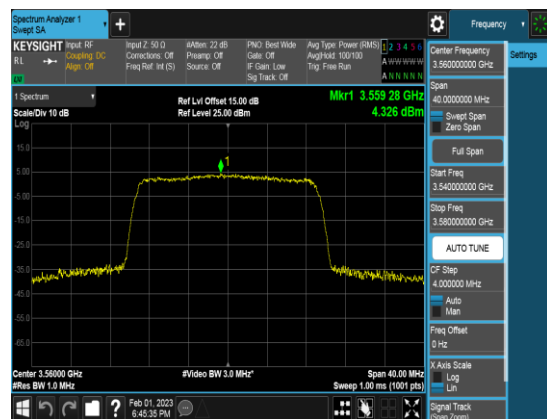 Spectrum Analyzer 1
Swept SA
+
Frequency
KEYSIGHT
RL
Input: RF
Coupling: DC
Align: Off
Input Z: 50 Ω
Corrections: Off
Freq Ref: Int (S)
#Atten: 22 dB
Preamp: Off
Source: Off
PNO: Best Wide
Gate: Off
IF Gain: Low
Sig Track: Off
Avg Type: Power (RMS)
Avg|Hold: 100/100
Trig: Free Run
1 2 3 4 5 6
A W W W W W
A N N N N N
1 Spectrum
Scale/Div 10 dB
Log
Ref Lvl Offset 15.00 dB
Ref Level 25.00 dBm
Mkr1 3.559 28 GHz
4.326 dBm
15.0
5.00
-5.00
-15.0
-25.0
-35.0
-45.0
-55.0
-65.0
1
Center 3.56000 GHz
#Res BW 1.0 MHz
#Video BW 3.0 MHz*
Span 40.00 MHz
Sweep 1.00 ms (1001 pts)
Center Frequency
3.560000000 GHz
Span
40.0000000 MHz
Swept Span
Zero Span
Full Span
Start Freq
3.540000000 GHz
Stop Freq
3.580000000 GHz
AUTO TUNE
CF Step
4.000000 MHz
Auto
Man
Freq Offset
0 Hz
X Axis Scale
Log
Lin
Signal Track
(Span Zoom)
Settings
?
Feb 01, 2023
6:45:35 PM